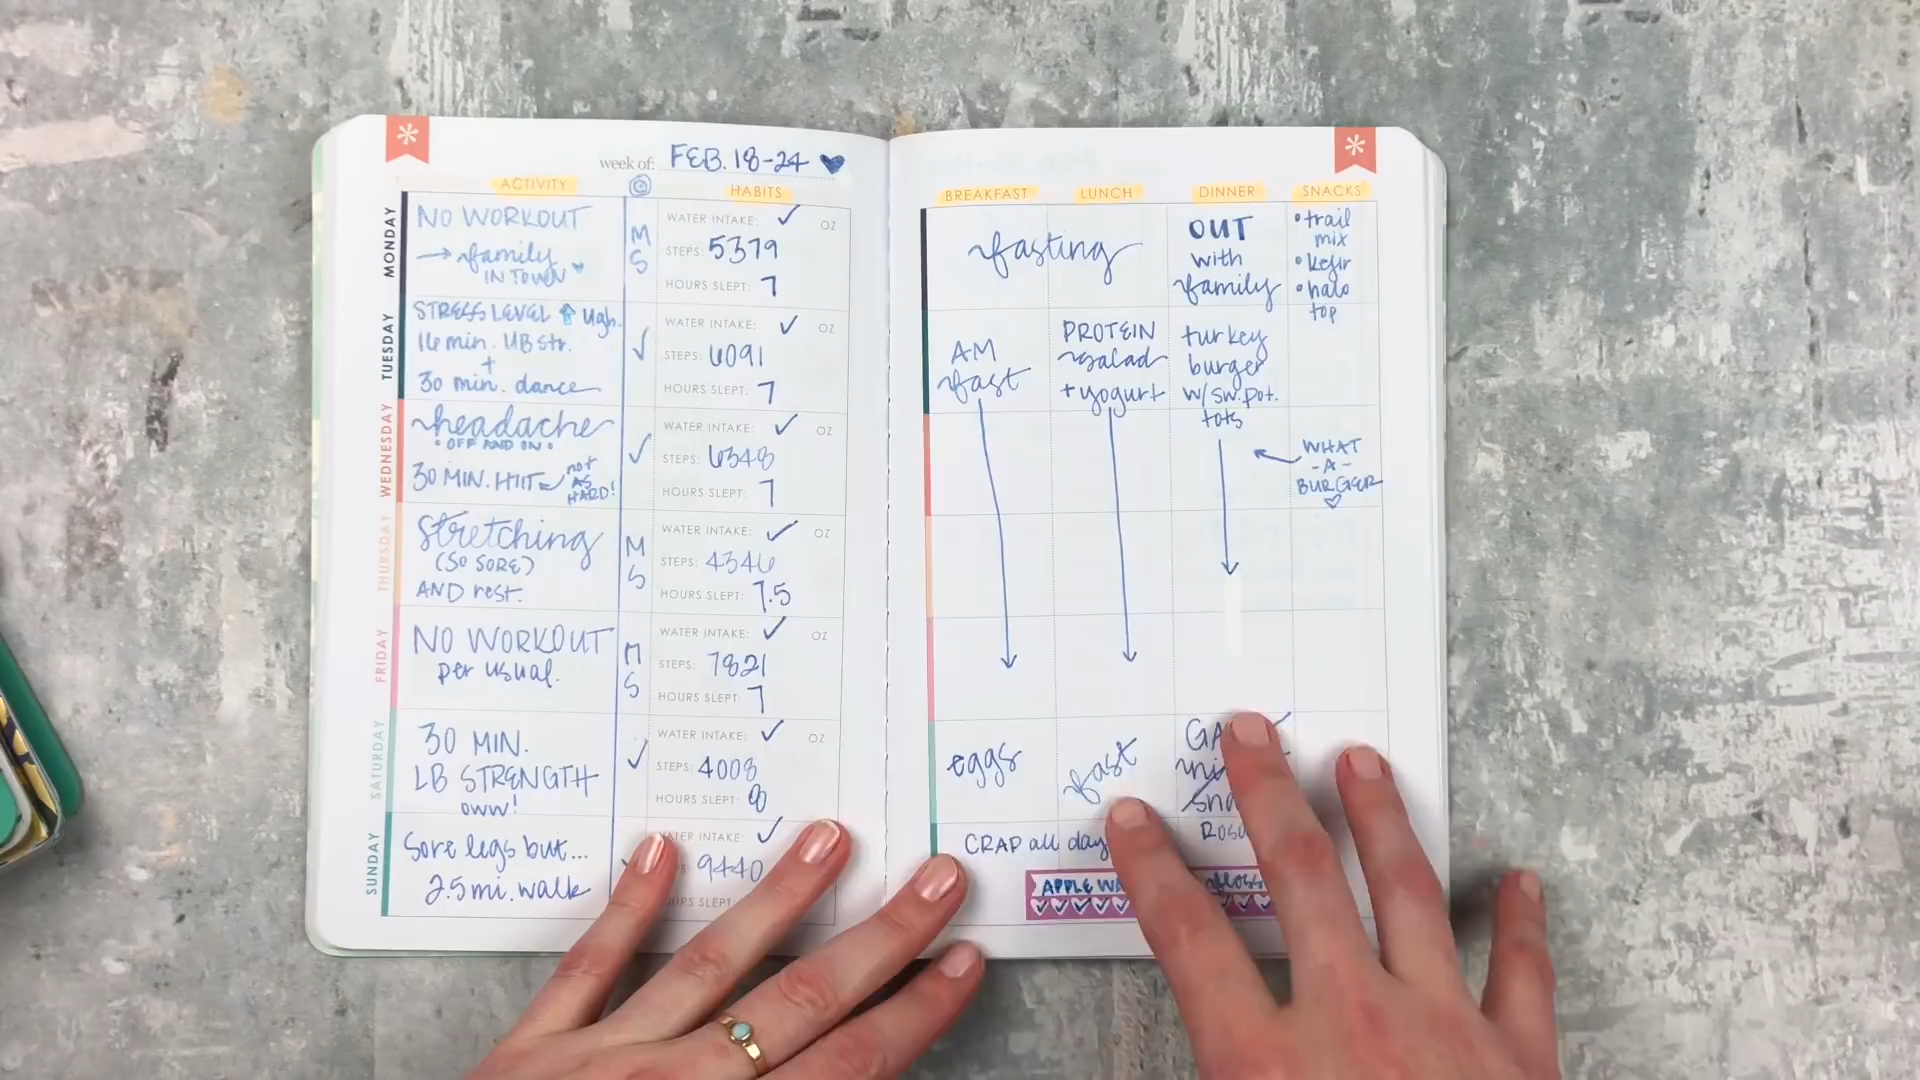 week of: FEB. 18-24
ACTIVITY
HABITS
MONDAY
NO WORKOUT
→ family
IN TOWN
M
S
WATER INTAKE: ✓ OZ
STEPS: 5379
HOURS SLEPT: 7
TUESDAY
STRESS LEVEL ↑ Ugh.
16 min. UB str.
+
30 min. dance
✓
WATER INTAKE: ✓ OZ
STEPS: 6091
HOURS SLEPT: 7
WEDNESDAY
headache
• OFF AND ON •
30 MIN. HIIT ← not
AS
HARD!
✓
WATER INTAKE: ✓ OZ
STEPS: 6348
HOURS SLEPT: 7
THURSDAY
Stretching
(SO SORE)
AND rest.
M
S
WATER INTAKE: ✓ OZ
STEPS: 4346
HOURS SLEPT: 7.5
FRIDAY
NO WORKOUT
per usual.
M
S
WATER INTAKE: ✓ OZ
STEPS: 7821
HOURS SLEPT: 7
SATURDAY
30 MIN.
LB STRENGTH
oww!
✓
WATER INTAKE: ✓ OZ
STEPS: 4008
HOURS SLEPT: 8
SUNDAY
Sore legs but...
2.5 mi. walk
INTAKE: ✓
9440
SLEPT:
BREAKFAST
LUNCH
DINNER
SNACKS
fasting
OUT
with
family
• trail
mix
• kefir
• halo
top
AM
fast
PROTEIN
salad
+ yogurt
turkey
burger
w/ sw. pot.
tots
← WHAT
-A-
BURGER
eggs
fast
CRAP all day
APPLE